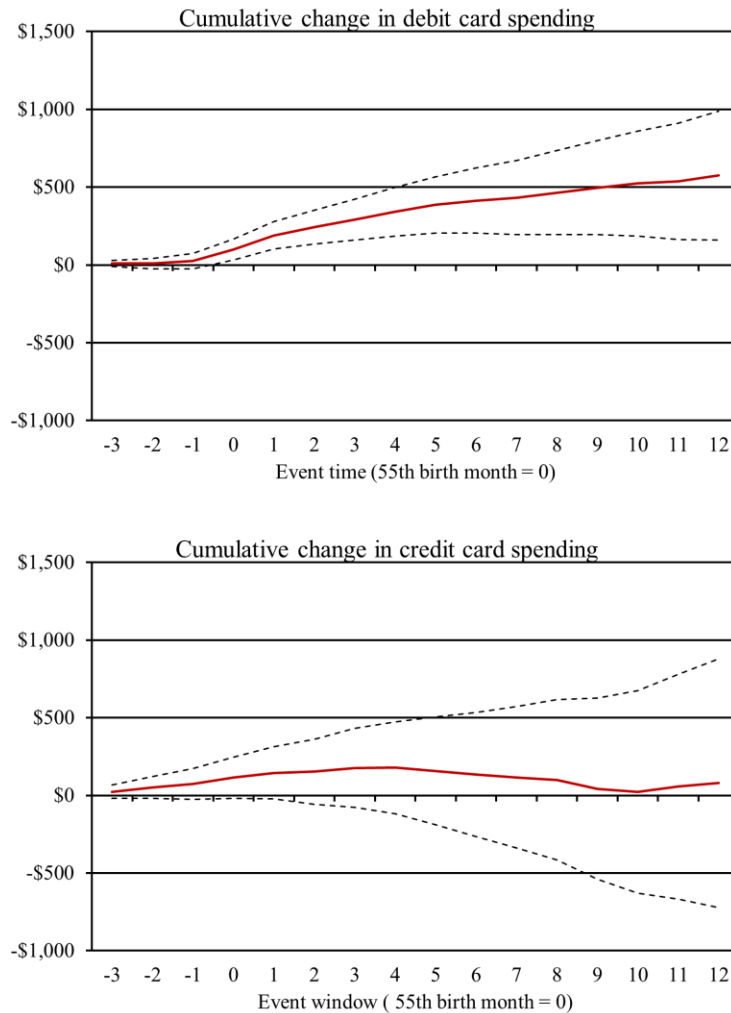 Cumulative change in debit card spending
$1,500
$1,000
$500
$0
-$500
-$1,000
-3 -2 -1 0 1 2 3 4 5 6 7 8 9 10 11 12
Event time (55th birth month = 0)
Cumulative change in credit card spending
$1,500
$1,000
$500
$0
-$500
-$1,000
-3 -2 -1 0 1 2 3 4 5 6 7 8 9 10 11 12
Event window ( 55th birth month = 0)